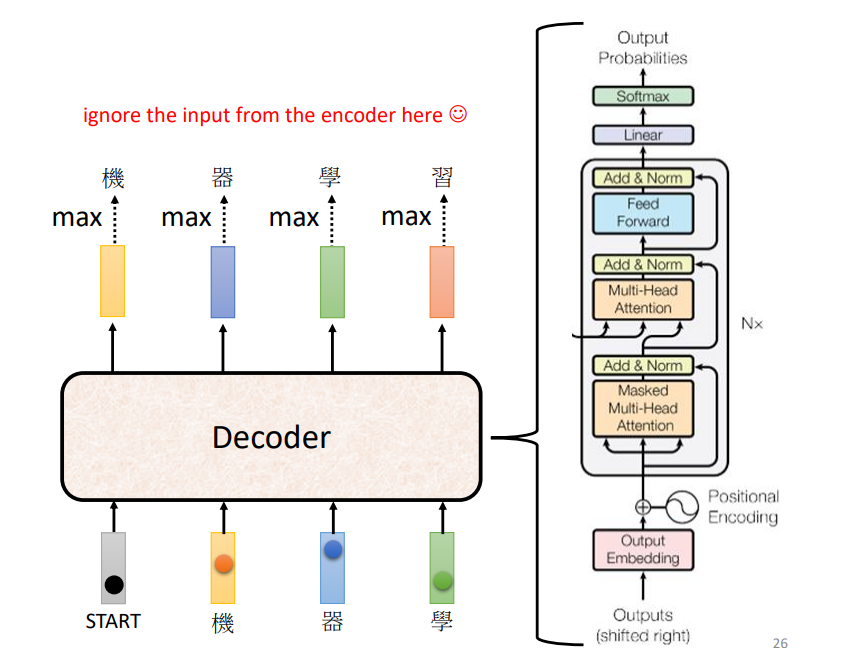 ignore the input from the encoder here ☺
機 器 學 習
max max max max
Decoder
START 機 器 學
Output
Probabilities
Softmax
Linear
Add & Norm
Feed
Forward
Add & Norm
Multi-Head
Attention
N×
Add & Norm
Masked
Multi-Head
Attention
Positional
Encoding
Output
Embedding
Outputs
(shifted right)
26